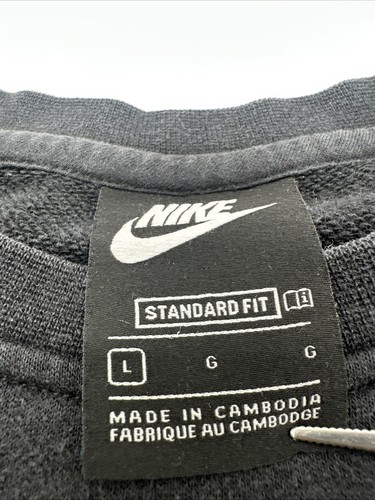 NIKE
STANDARD FIT
L G G
MADE IN CAMBODIA
FABRIQUE AU CAMBODGE